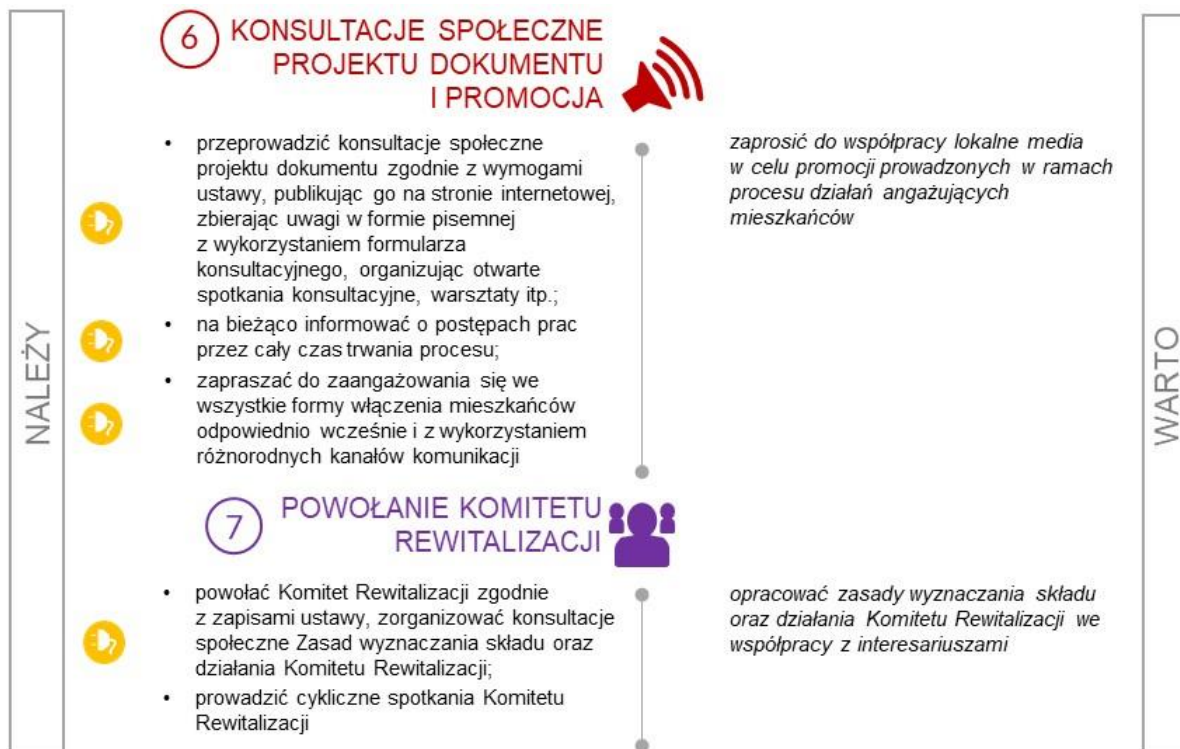 NALEŻY
6
KONSULTACJE SPOŁECZNE
PROJEKTU DOKUMENTU
I PROMOCJA
• przeprowadzić konsultacje społeczne
projektu dokumentu zgodnie z wymogami
ustawy, publikując go na stronie internetowej,
zbierając uwagi w formie pisemnej
z wykorzystaniem formularza
konsultacyjnego, organizując otwarte
spotkania konsultacyjne, warsztaty itp.;
• na bieżąco informować o postępach prac
przez cały czas trwania procesu;
• zapraszać do zaangażowania się we
wszystkie formy włączenia mieszkańców
odpowiednio wcześnie i z wykorzystaniem
różnorodnych kanałów komunikacji
zaprosić do współpracy lokalne media
w celu promocji prowadzonych w ramach
procesu działań angażujących
mieszkańców
7
POWOŁANIE KOMITETU
REWITALIZACJI
• powołać Komitet Rewitalizacji zgodnie
z zapisami ustawy, zorganizować konsultacje
społeczne Zasad wyznaczania składu oraz
działania Komitetu Rewitalizacji;
• prowadzić cykliczne spotkania Komitetu
Rewitalizacji
opracować zasady wyznaczania składu
oraz działania Komitetu Rewitalizacji we
współpracy z interesariuszami
WARTO